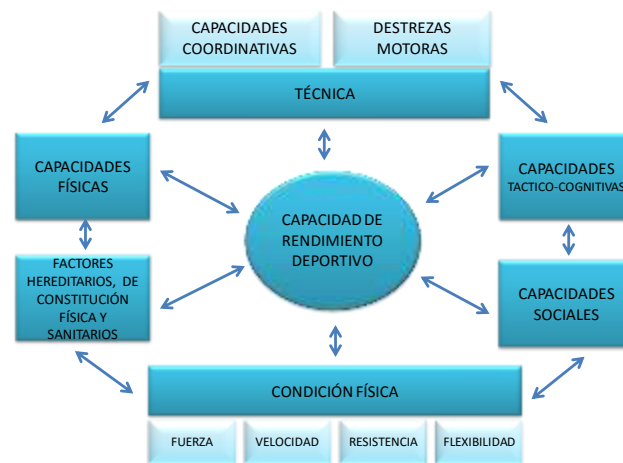 CAPACIDADES
COORDINATIVAS
DESTREZAS
MOTORAS
TÉCNICA
CAPACIDADES
FÍSICAS
CAPACIDADES
TACTICO-COGNITIVAS
CAPACIDAD DE
RENDIMIENTO
DEPORTIVO
FACTORES
HEREDITARIOS, DE
CONSTITUCIÓN
FÍSICA Y
SANITARIOS
CAPACIDADES
SOCIALES
CONDICIÓN FÍSICA
FUERZA
VELOCIDAD
RESISTENCIA
FLEXIBILIDAD